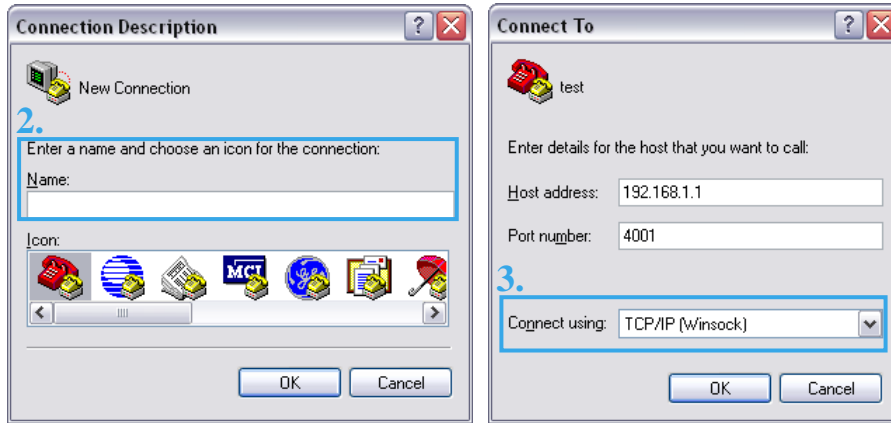 Connection Description
New Connection
2.
Enter a name and choose an icon for the connection:
Name:
Icon:
MCI
GE
OK Cancel
Connect To
test
Enter details for the host that you want to call:
Host address: 192.168.1.1
Port number: 4001
3.
Connect using: TCP/IP (Winsock)
OK Cancel